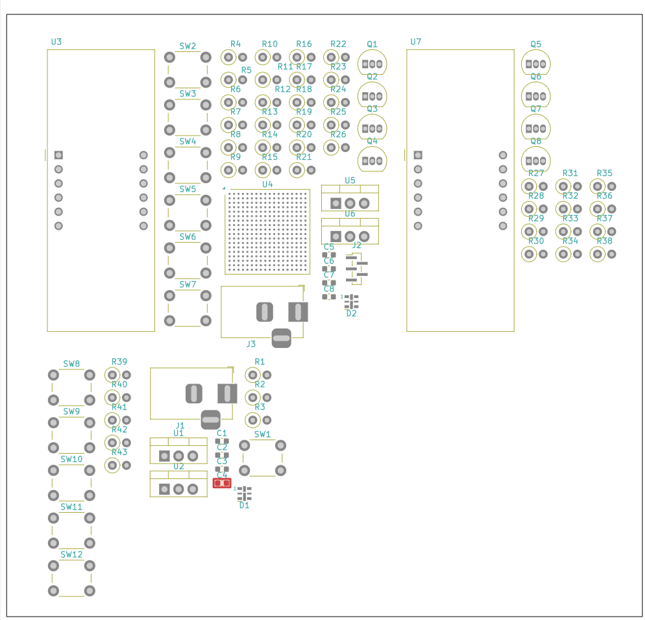 U3
SW2
R4
R10
R16
R22
Q1
U7
Q5
R5
R11
R17
R23
Q2
Q6
SW3
R6
R12
R18
R24
R7
R13
R19
R25
Q3
Q7
SW4
R8
R14
R20
R26
Q4
Q8
R9
R15
R21
R27
R31
R35
SW5
U4
U5
R28
R32
R36
U6
R29
R33
R37
SW6
C5
J2
R30
R34
R38
C6
C7
SW7
C8
1
D2
J3
SW8
R39
R1
R40
R2
SW9
R41
R3
J1
R42
U1
C1
SW1
R43
C2
SW10
U2
C3
C4
1
D1
SW11
SW12